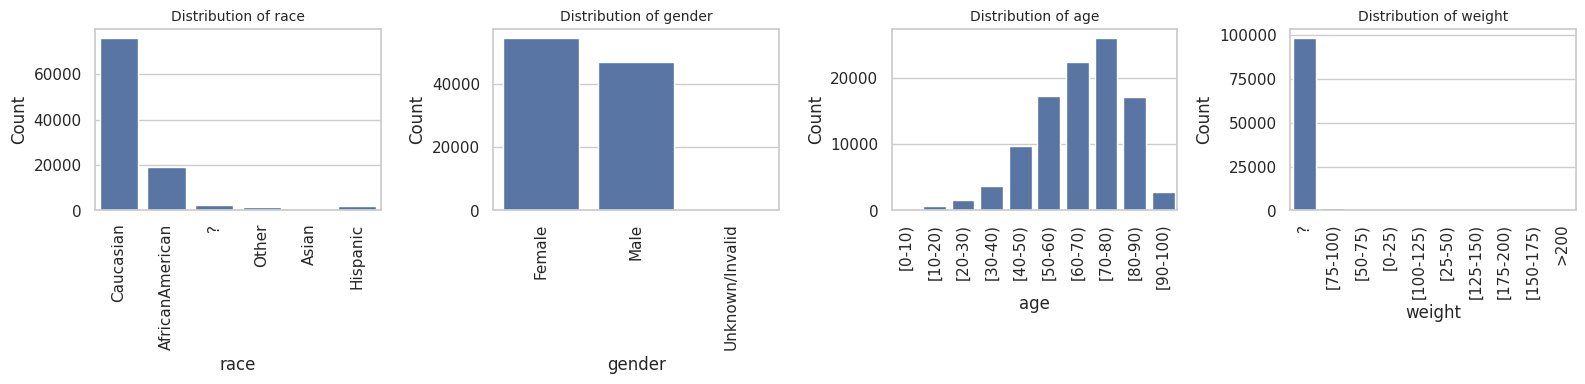 Distribution of race
Count
60000
40000
20000
0
Caucasian
AfricanAmerican
?
Other
Asian
Hispanic
race
Distribution of gender
Count
40000
20000
0
Female
Male
Unknown/Invalid
gender
Distribution of age
Count
20000
10000
0
[0-10)
[10-20)
[20-30)
[30-40)
[40-50)
[50-60)
[60-70)
[70-80)
[80-90)
[90-100)
age
Distribution of weight
Count
100000
75000
50000
25000
0
?
[75-100)
[50-75)
[0-25)
[100-125)
[25-50)
[125-150)
[175-200)
[150-175)
>200
weight